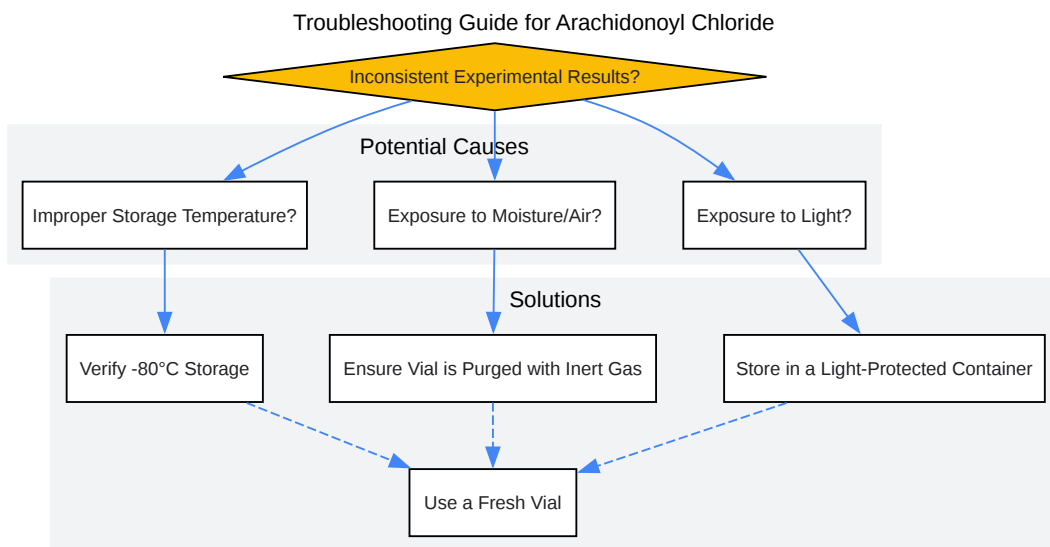 Troubleshooting Guide for Arachidonoyl Chloride
Inconsistent Experimental Results?
Potential Causes
Improper Storage Temperature?
Exposure to Moisture/Air?
Exposure to Light?
Solutions
Verify -80°C Storage
Ensure Vial is Purged with Inert Gas
Store in a Light-Protected Container
Use a Fresh Vial